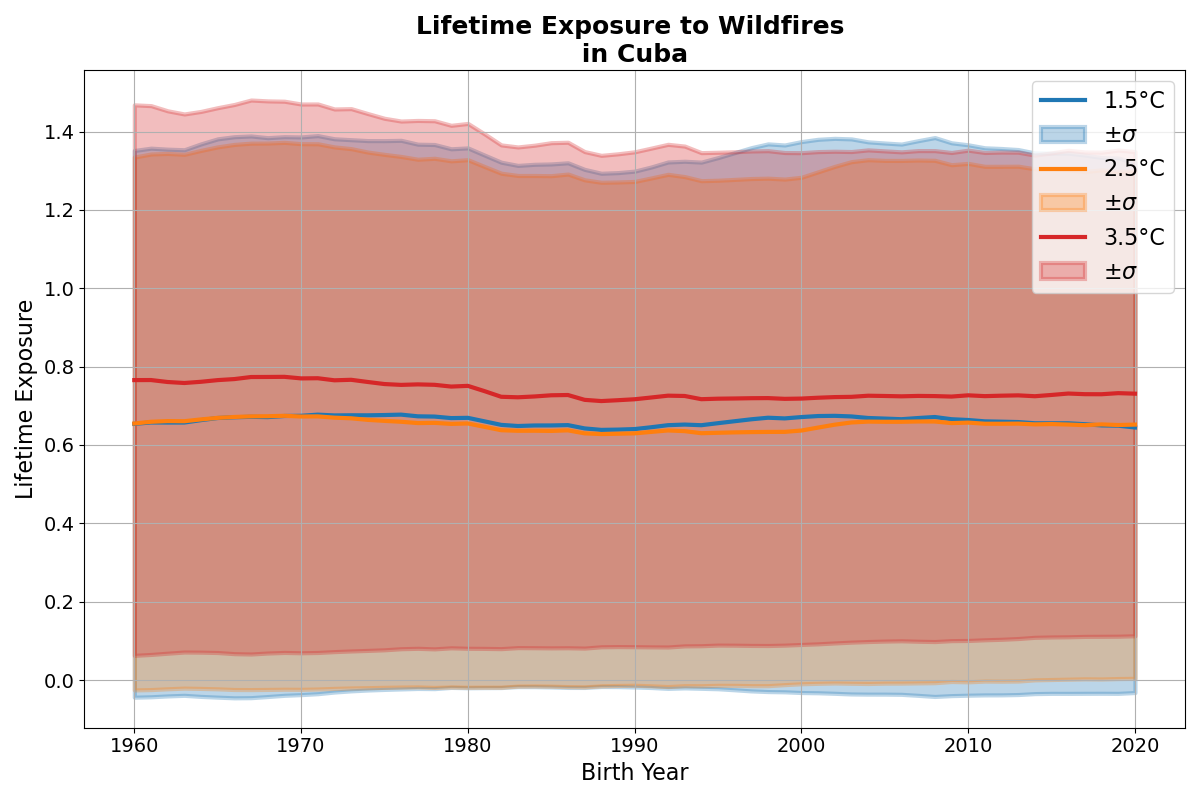 Lifetime Exposure to Wildfires
in Cuba
1.5°C
±σ
2.5°C
±σ
3.5°C
±σ
Lifetime Exposure
1.4
1.2
1.0
0.8
0.6
0.4
0.2
0.0
1960 1970 1980 1990 2000 2010 2020
Birth Year